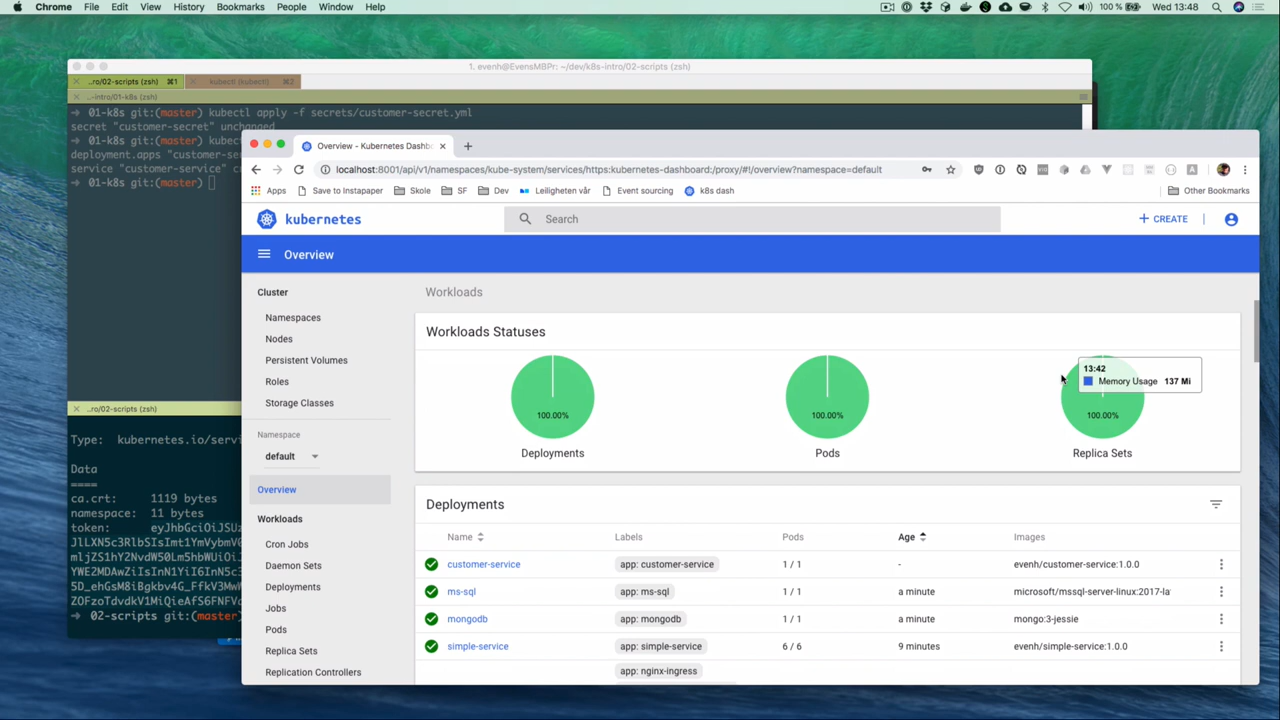 Chrome File Edit View History Bookmarks People Window Help 100 % Wed 13:48
1. evenh@EvensMBPr: ~/dev/k8s-intro/02-scripts (zsh)
..ro/02-scripts (zsh) ⌘1 kubectl (kubectl) ⌘2
..-intro/01-k8s (zsh)
➜ 01-k8s git:(master) kubectl apply -f secrets/customer-secret.yml
secret "customer-secret" unchanged
➜ 01-k8s git:(master) kubec
deployment.apps "customer-se
service "customer-service" c
➜ 01-k8s git:(master)
..ro/02-scripts (zsh)
Type: kubernetes.io/serv
Data
====
ca.crt: 1119 bytes
namespace: 11 bytes
➜ 02-scripts git:(master)
Overview - Kubernetes Dashb
localhost:8001/api/v1/namespaces/kube-system/services/https:kubernetes-dashboard:/proxy/#!/overview?namespace=default
Apps Save to Instapaper Skole SF Dev Leiligheten vår Event sourcing k8s dash Other Bookmarks
kubernetes Search + CREATE
Overview
Cluster
Namespaces
Nodes
Persistent Volumes
Roles
Storage Classes
Namespace
default
Overview
Workloads
Cron Jobs
Daemon Sets
Deployments
Jobs
Pods
Replica Sets
Replication Controllers
Workloads
Workloads Statuses
13:42
Memory Usage 137 Mi
100.00% 100.00% 100.00%
Deployments Pods Replica Sets
Deployments
Name Labels Pods Age Images
customer-service app: customer-service 1 / 1 - evenh/customer-service:1.0.0
ms-sql app: ms-sql 1 / 1 a minute microsoft/mssql-server-linux:2017-la
mongodb app: mongodb 1 / 1 a minute mongo:3-jessie
simple-service app: simple-service 6 / 6 9 minutes evenh/simple-service:1.0.0
app: nginx-ingress